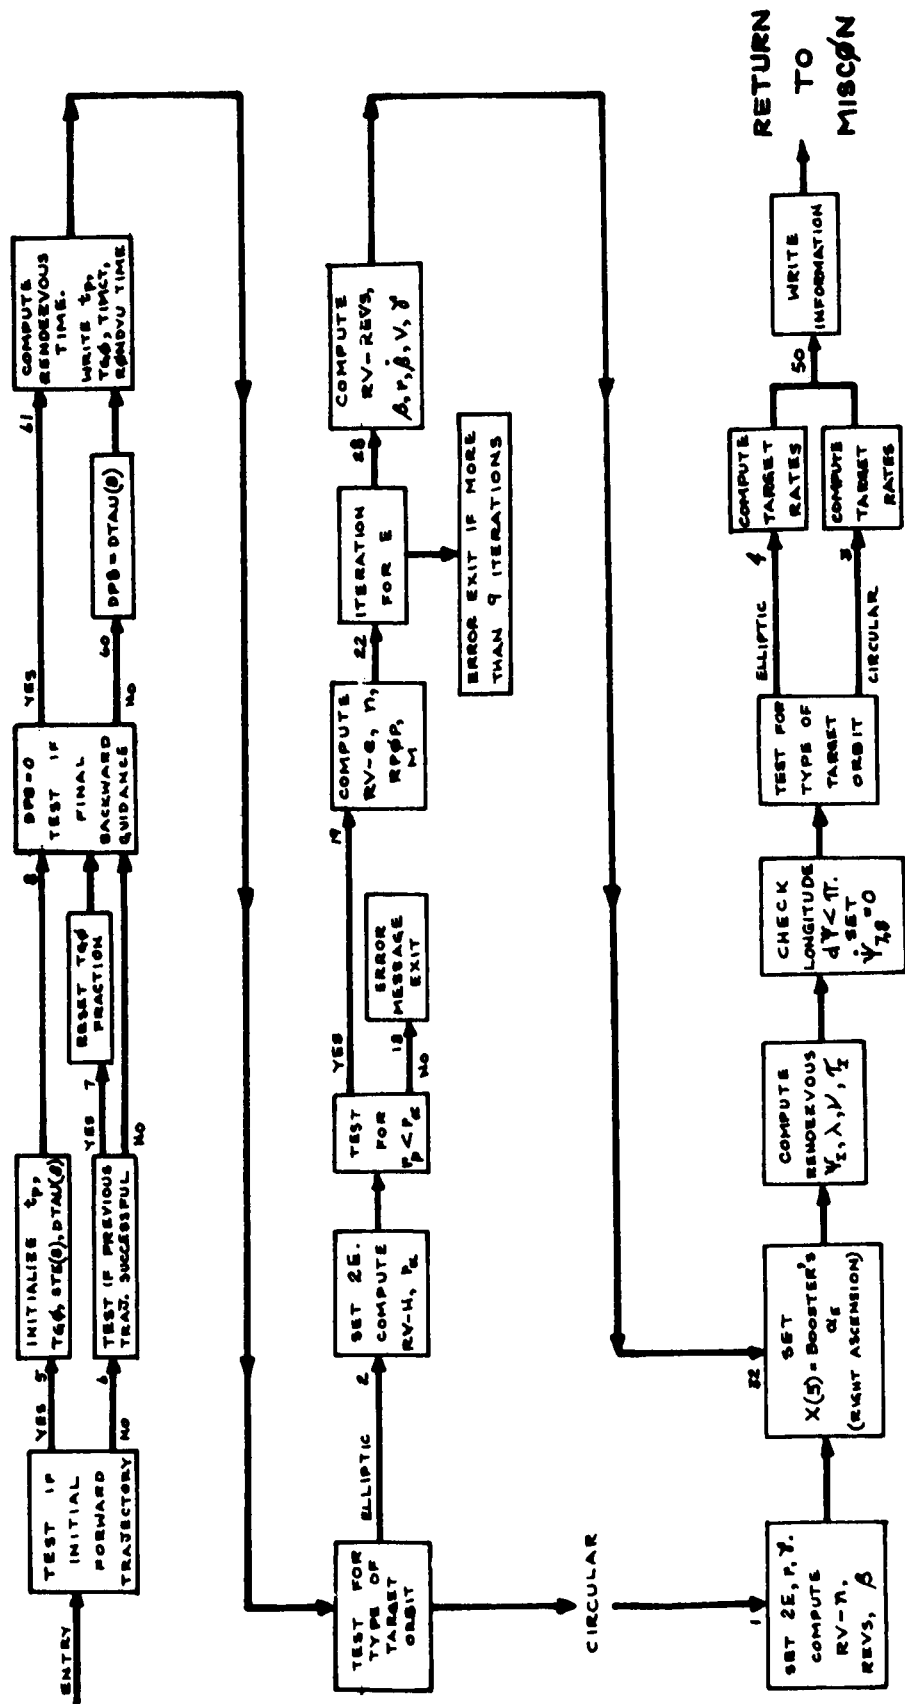 ENTRY
TEST IF
INITIAL
FORWARD
TRAJECTORY
YES
5
NO
6
INITIALIZE tp,
TGØ, STE(8), DTAU(8)
TEST IF PREVIOUS
TRAJ. SUCCESSFUL
YES
7
NO
RESET TGØ
FRACTION
8
DPB=0
TEST IF
FINAL
BACKWARD
GUIDANCE
YES
61
NO
60
DPB=DTAU(8)
COMPUTE
RENDEZVOUS
TIME.
WRITE tp,
TGØ, TIMCT,
RØNDVU TIME
TEST FOR
TYPE OF
TARGET
ORBIT
ELLIPTIC
2
SET 2E.
COMPUTE
RV-H, Pe
TEST
FOR
rp < re
YES
19
NO
18
ERROR
MESSAGE
EXIT
COMPUTE
RV-e, n,
RPØP,
M
22
ITERATION
FOR E
ERROR EXIT IF MORE
THAN 9 ITERATIONS
28
COMPUTE
RV-REVS,
β, r, β̇, V, γ
CIRCULAR
1
SET 2E, r, γ.
COMPUTE
RV-n,
REVS, β
32
SET
X(5)=BOOSTER'S
αE
(RIGHT ASCENSION)
COMPUTE
RENDEZVOUS
ΨI, λ, ν, τI
CHECK
LONGITUDE
dΨ<π.
SET
Ψ̇7,8=0
TEST FOR
TYPE OF
TARGET
ORBIT
ELLIPTIC
4
CIRCULAR
3
COMPUTE
TARGET
RATES
COMPUTE
TARGET
RATES
50
WRITE
INFORMATION
RETURN
TO
MISCØN